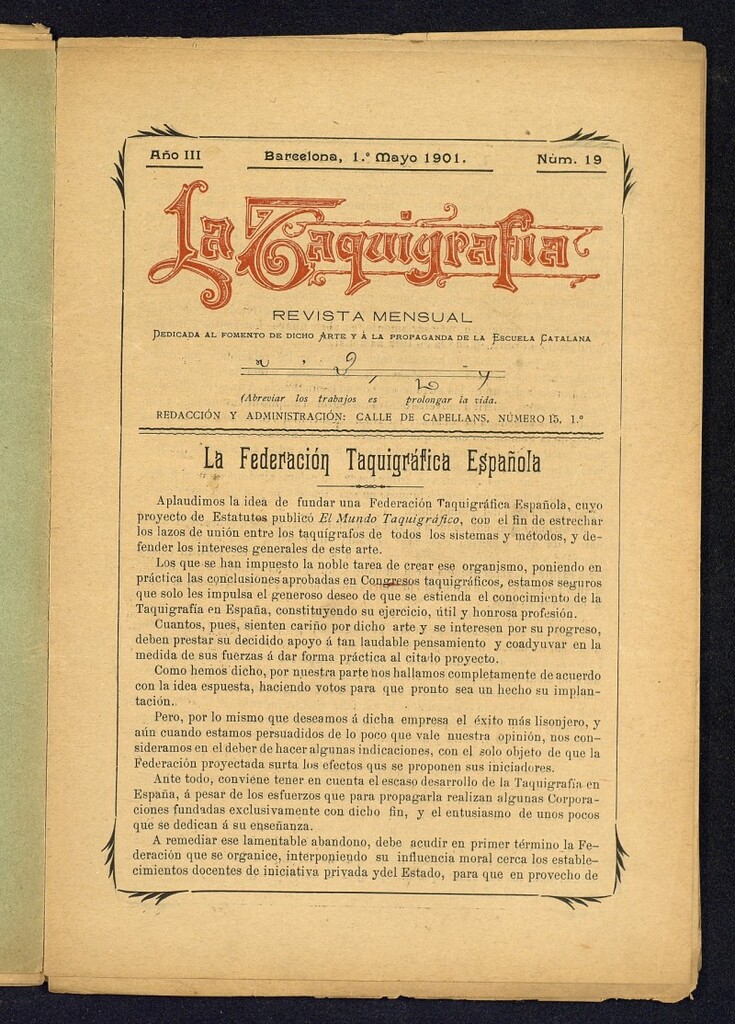 Año III
Barcelona, 1.º Mayo 1901.
Núm. 19
La Taquigrafía
REVISTA MENSUAL
DEDICADA AL FOMENTO DE DICHO ARTE Y Á LA PROPAGANDA DE LA ESCUELA CATALANA
(Abreviar los trabajos es prolongar la vida.
REDACCIÓN Y ADMINISTRACIÓN: CALLE DE CAPELLANS, NÚMERO 15, 1.º
La Federación Taquigráfica Española
Aplaudimos la idea de fundar una Federación Taquigráfica Española, cuyo
proyecto de Estatutos publicó El Mundo Taquigráfico, con el fin de estrechar
los lazos de unión entre los taquígrafos de todos los sistemas y métodos, y de-
fender los intereses generales de este arte.
Los que se han impuesto la noble tarea de crear ese organismo, poniendo en
práctica las conclusiones aprobadas en Congresos taquigráficos, estamos seguros
que solo les impulsa el generoso deseo de que se estienda el conocimiento de la
Taquigrafía en España, constituyendo su ejercicio, útil y honrosa profesión.
Cuantos, pues, sienten cariño por dicho arte y se interesen por su progreso,
deben prestar su decidido apoyo á tan laudable pensamiento y coadyuvar en la
medida de sus fuerzas á dar forma práctica al citado proyecto.
Como hemos dicho, por nuestra parte nos hallamos completamente de acuerdo
con la idea espuesta, haciendo votos para que pronto sea un hecho su implan-
tación.
Pero, por lo mismo que deseamos á dicha empresa el éxito más lisonjero, y
aún cuando estamos persuadidos de lo poco que vale nuestra opinión, nos con-
sideramos en el deber de hacer algunas indicaciones, con el solo objeto de que la
Federación proyectada surta los efectos qus se proponen sus iniciadores.
Ante todo, conviene tener en cuenta el escaso desarrollo de la Taquigrafía en
España, á pesar de los esfuerzos que para propagarla realizan algunas Corpora-
ciones fundadas exclusivamente con dicho fin, y el entusiasmo de unos pocos
que se dedican á su enseñanza.
A remediar ese lamentable abandono, debe acudir en primer término la Fe-
deración que se organice, interponiendo su influencia moral cerca los estable-
cimientos docentes de iniciativa privada ydel Estado, para que en provecho de